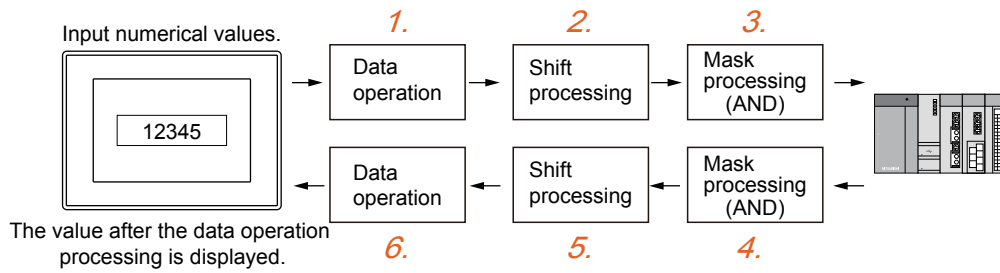 1.
2.
3.
Input numerical values.
Data
operation
Shift
processing
Mask
processing
(AND)
12345
Data
operation
Shift
processing
Mask
processing
(AND)
The value after the data operation
processing is displayed.
6.
5.
4.